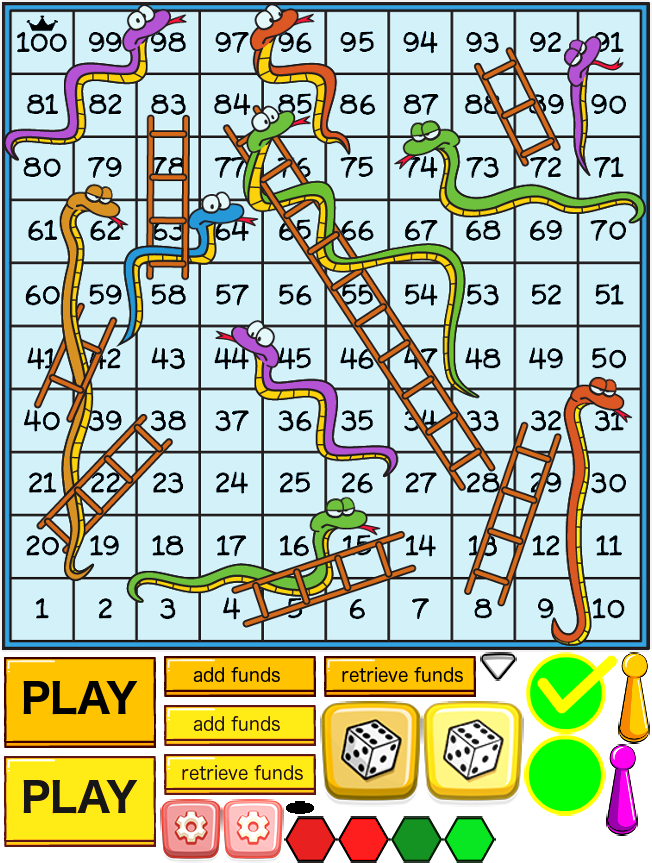 100 99 98 97 96 95 94 93 92 91
81 82 83 84 85 86 87 88 89 90
80 79 78 77 76 75 74 73 72 71
61 62 63 64 65 66 67 68 69 70
60 59 58 57 56 55 54 53 52 51
41 42 43 44 45 46 47 48 49 50
40 39 38 37 36 35 34 33 32 31
21 22 23 24 25 26 27 28 29 30
20 19 18 17 16 15 14 13 12 11
1 2 3 4 5 6 7 8 9 10
PLAY
add funds
retrieve funds
add funds
PLAY
retrieve funds